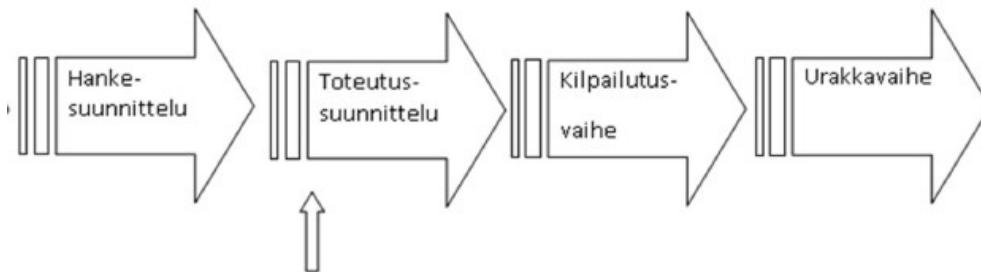 Hanke-
suunnittelu
Toteutus-
suunnittelu
Kilpailutus-
vaihe
Urakkavaihe